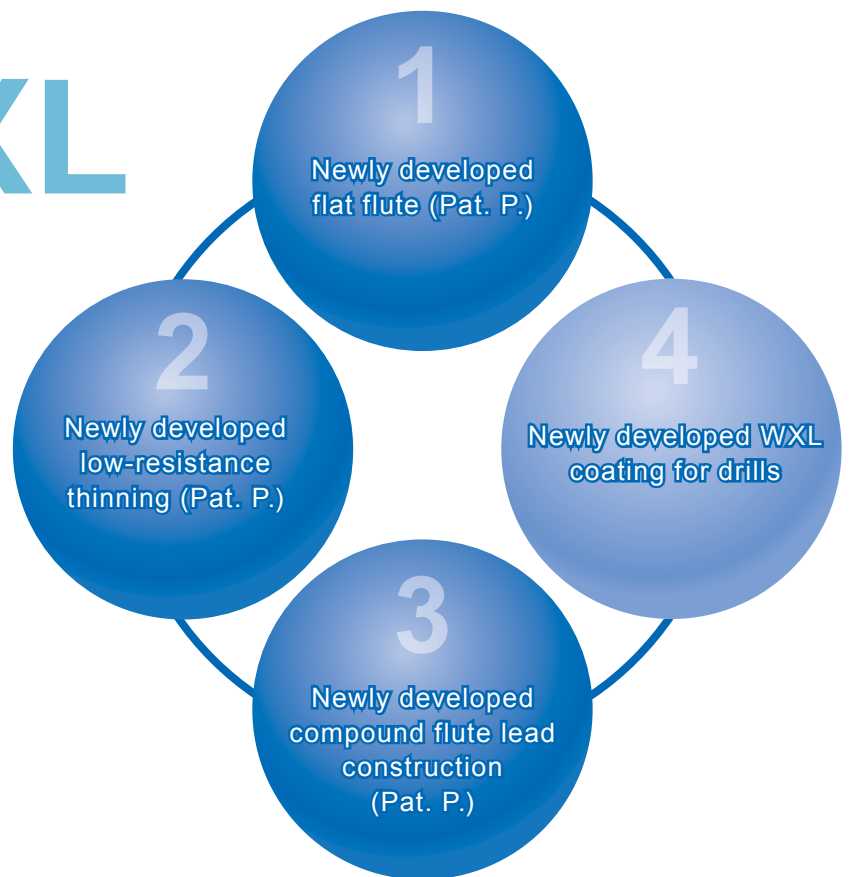 XL
1
Newly developed
flat flute (Pat. P.)
2
Newly developed
low-resistance
thinning (Pat. P.)
3
Newly developed
compound flute lead
construction
(Pat. P.)
4
Newly developed WXL
coating for drills